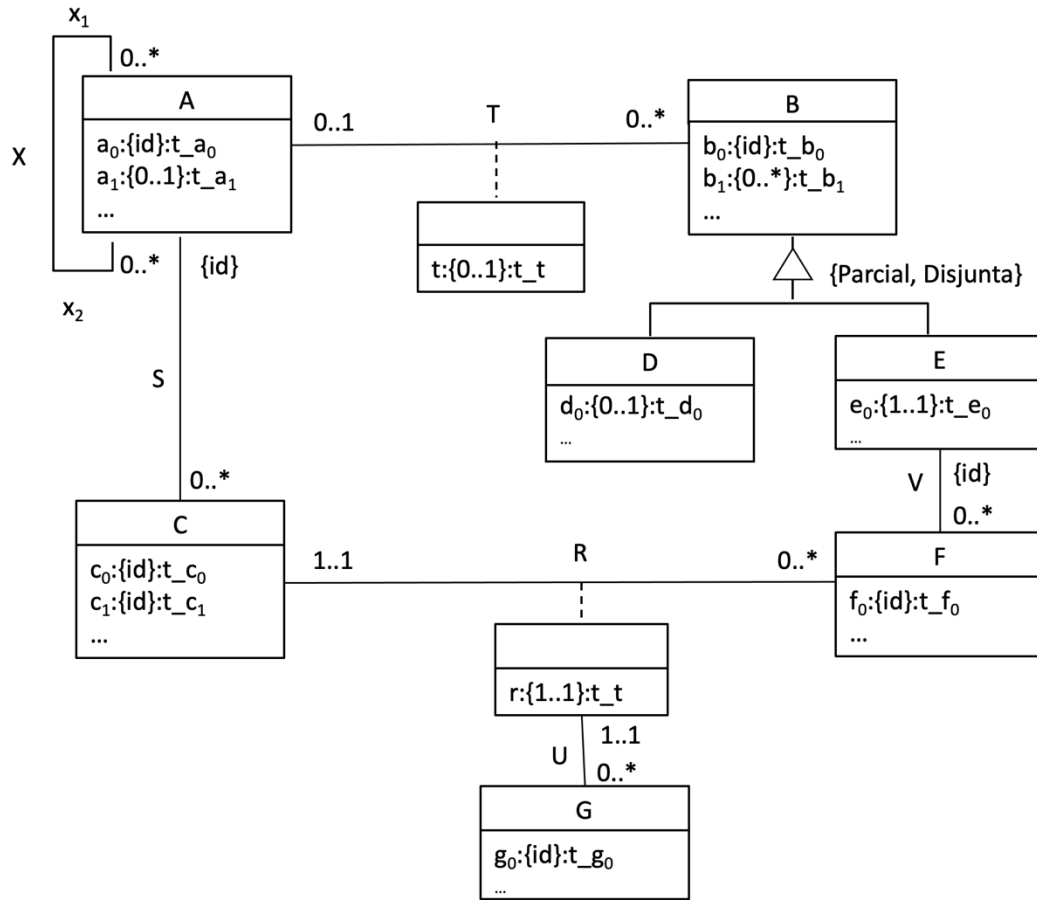 x₁
0..*
A
a₀:{id}:t_a₀
a₁:{0..1}:t_a₁
...
X
0..*
x₂
{id}
0..1
T
0..*
t:{0..1}:t_t
B
b₀:{id}:t_b₀
b₁:{0..*}:t_b₁
...
{Parcial, Disjunta}
D
d₀:{0..1}:t_d₀
...
E
e₀:{1..1}:t_e₀
...
S
0..*
V
{id}
0..*
C
c₀:{id}:t_c₀
c₁:{id}:t_c₁
...
1..1
R
0..*
F
f₀:{id}:t_f₀
...
r:{1..1}:t_t
U
1..1
0..*
G
g₀:{id}:t_g₀
...